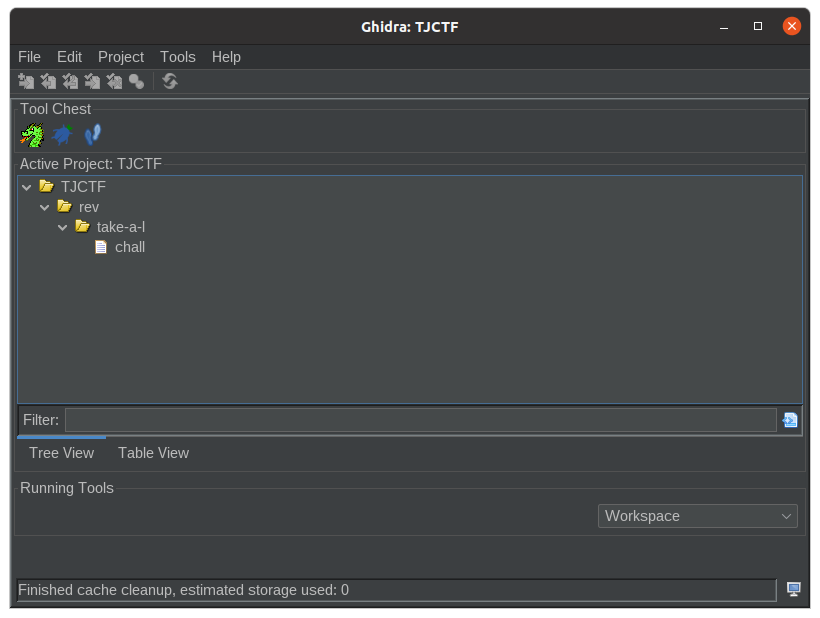 Ghidra: TJCTF
File Edit Project Tools Help
Tool Chest
Active Project: TJCTF
TJCTF
rev
take-a-l
chall
Filter:
Tree View Table View
Running Tools
Workspace
Finished cache cleanup, estimated storage used: 0